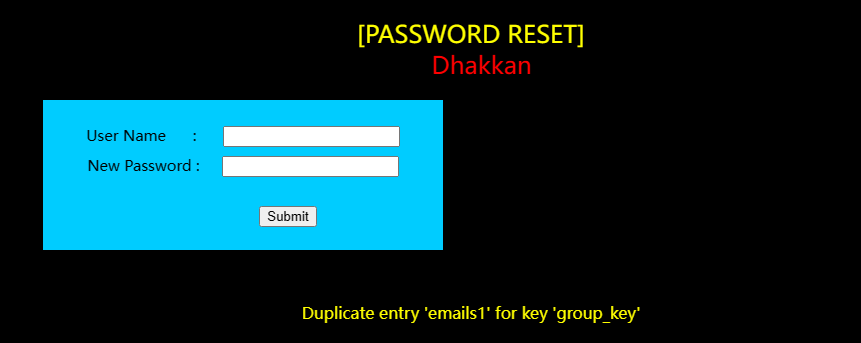 [PASSWORD RESET]
Dhakkan
User Name :
New Password :
Submit
Duplicate entry 'emails1' for key 'group_key'